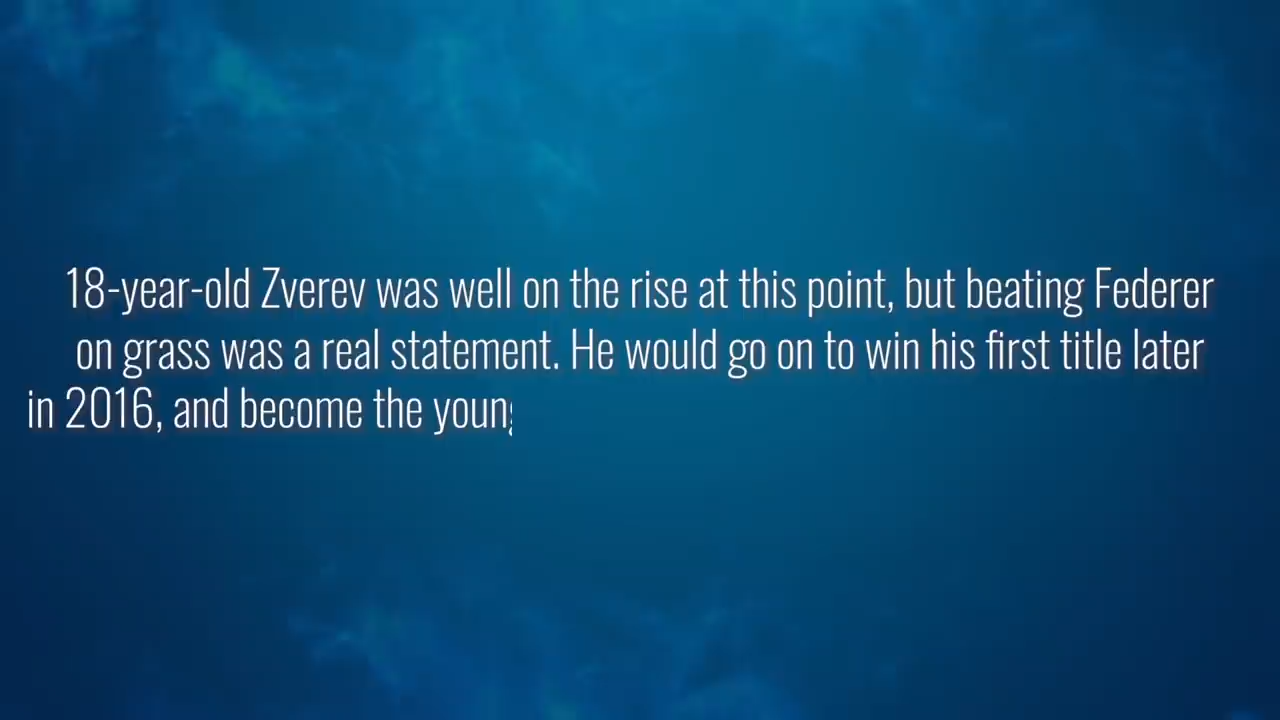 18-year-old Zverev was well on the rise at this point, but beating Federer
on grass was a real statement. He would go on to win his first title later
in 2016, and become the young